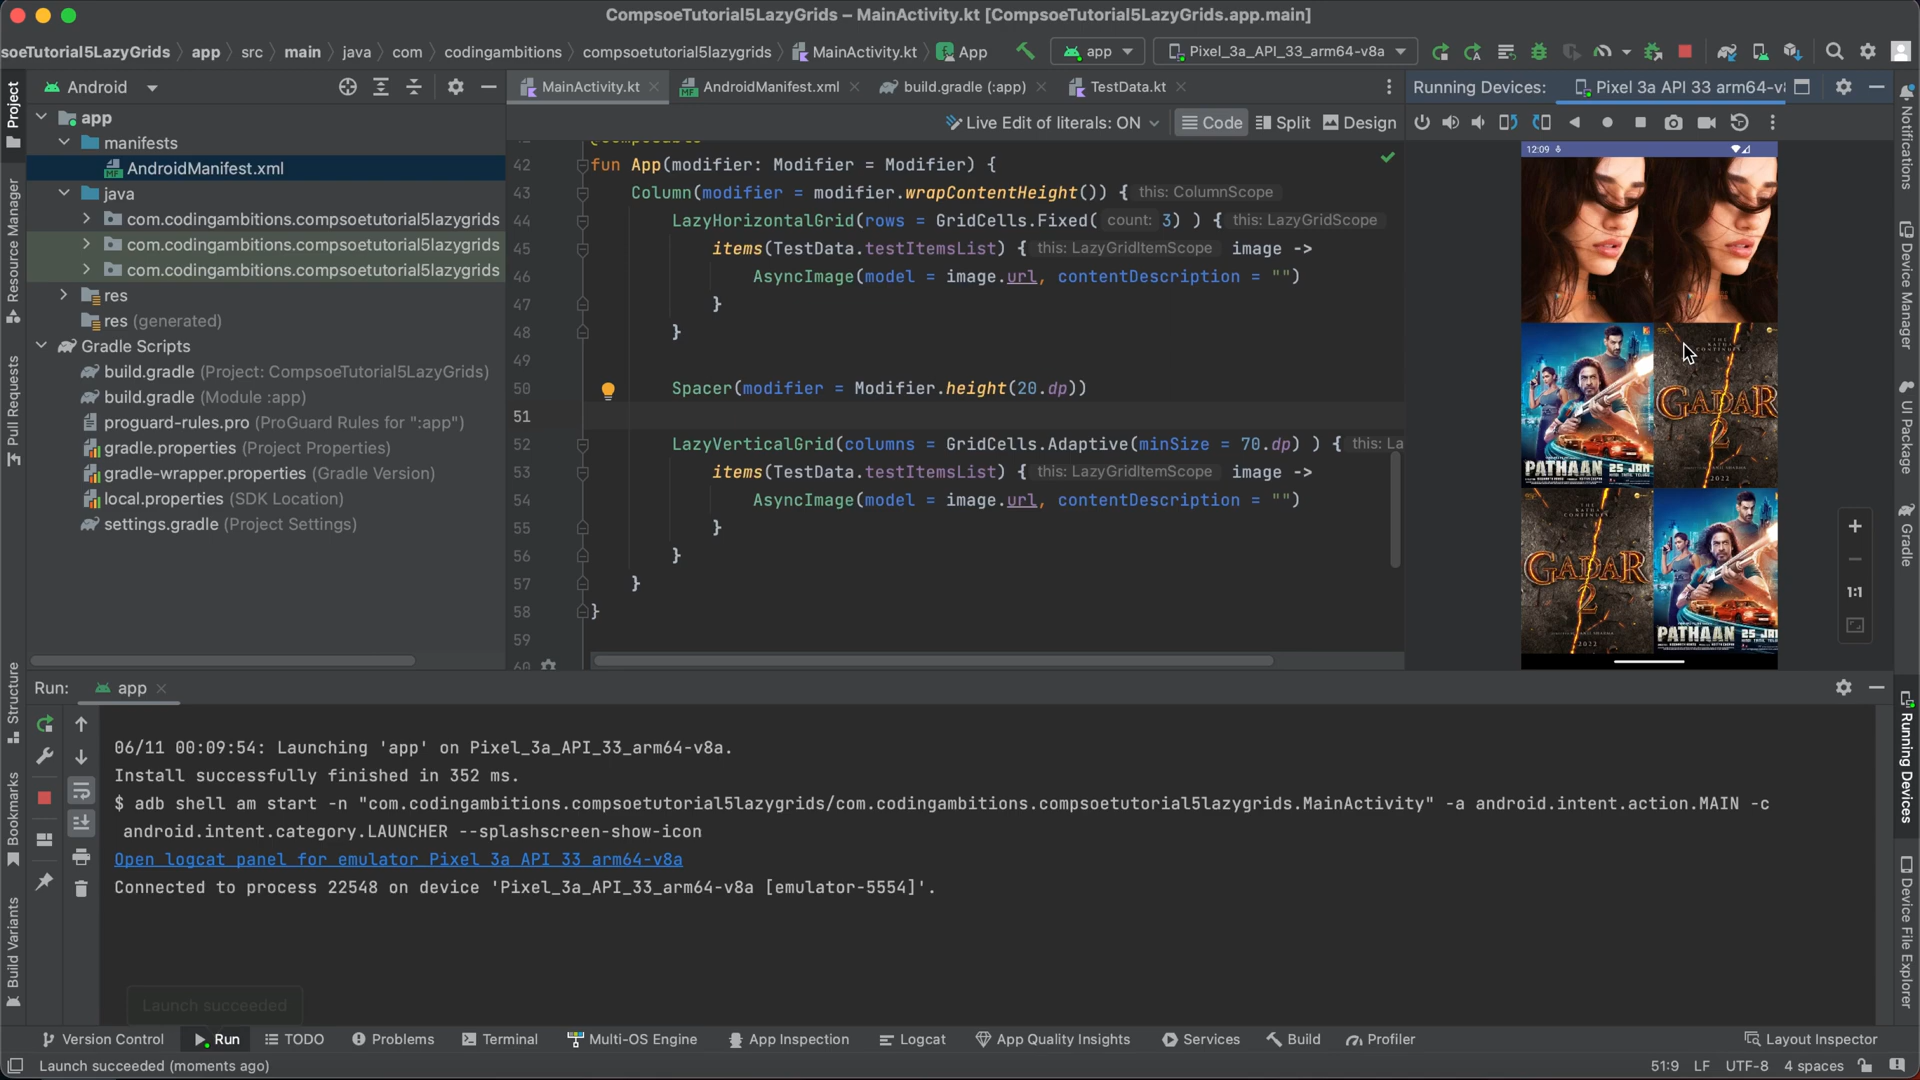 CompsoeTutorial5LazyGrids – MainActivity.kt [CompsoeTutorial5LazyGrids.app.main]
soeTutorial5LazyGrids
app
src
main
java
com
codingambitions
compsoetutorial5lazygrids
MainActivity.kt
App
app
Pixel_3a_API_33_arm64-v8a
Android
MainActivity.kt
AndroidManifest.xml
build.gradle (:app)
TestData.kt
Running Devices:
Pixel 3a API 33 arm64-v8
Live Edit of literals: ON
Code
Split
Design
Project
Resource Manager
Pull Requests
Structure
Bookmarks
Build Variants
app
manifests
AndroidManifest.xml
java
com.codingambitions.compsoetutorial5lazygrids
com.codingambitions.compsoetutorial5lazygrids
com.codingambitions.compsoetutorial5lazygrids
res
res (generated)
Gradle Scripts
build.gradle (Project: CompsoeTutorial5LazyGrids)
build.gradle (Module :app)
proguard-rules.pro (ProGuard Rules for ":app")
gradle.properties (Project Properties)
gradle-wrapper.properties (Gradle Version)
local.properties (SDK Location)
settings.gradle (Project Settings)
42 fun App(modifier: Modifier = Modifier) {
43 Column(modifier = modifier.wrapContentHeight()) { this: ColumnScope
44 LazyHorizontalGrid(rows = GridCells.Fixed( count: 3) ) { this: LazyGridScope
45 items(TestData.testItemsList) { this: LazyGridItemScope image ->
46 AsyncImage(model = image.url, contentDescription = "")
47 }
48 }
49
50 Spacer(modifier = Modifier.height(20.dp))
51
52 LazyVerticalGrid(columns = GridCells.Adaptive(minSize = 70.dp) ) { this: La
53 items(TestData.testItemsList) { this: LazyGridItemScope image ->
54 AsyncImage(model = image.url, contentDescription = "")
55 }
56 }
57 }
58 }
59
60
12:09
PATHAAN 25 JAN
THE KATHA CONTINUES
GADAR 2
2022
THE KATHA CONTINUES
GADAR 2
2022
PATHAAN 25 JAN
1:1
Notifications
Device Manager
UI Package
Gradle
Running Devices
Device File Explorer
Run:
app
06/11 00:09:54: Launching 'app' on Pixel_3a_API_33_arm64-v8a.
Install successfully finished in 352 ms.
$ adb shell am start -n "com.codingambitions.compsoetutorial5lazygrids/com.codingambitions.compsoetutorial5lazygrids.MainActivity" -a android.intent.action.MAIN -c
android.intent.category.LAUNCHER --splashscreen-show-icon
Open logcat panel for emulator Pixel 3a API 33 arm64-v8a
Connected to process 22548 on device 'Pixel_3a_API_33_arm64-v8a [emulator-5554]'.
Launch succeeded
Version Control
Run
TODO
Problems
Terminal
Multi-OS Engine
App Inspection
Logcat
App Quality Insights
Services
Build
Profiler
Layout Inspector
Launch succeeded (moments ago)
51:9
LF
UTF-8
4 spaces